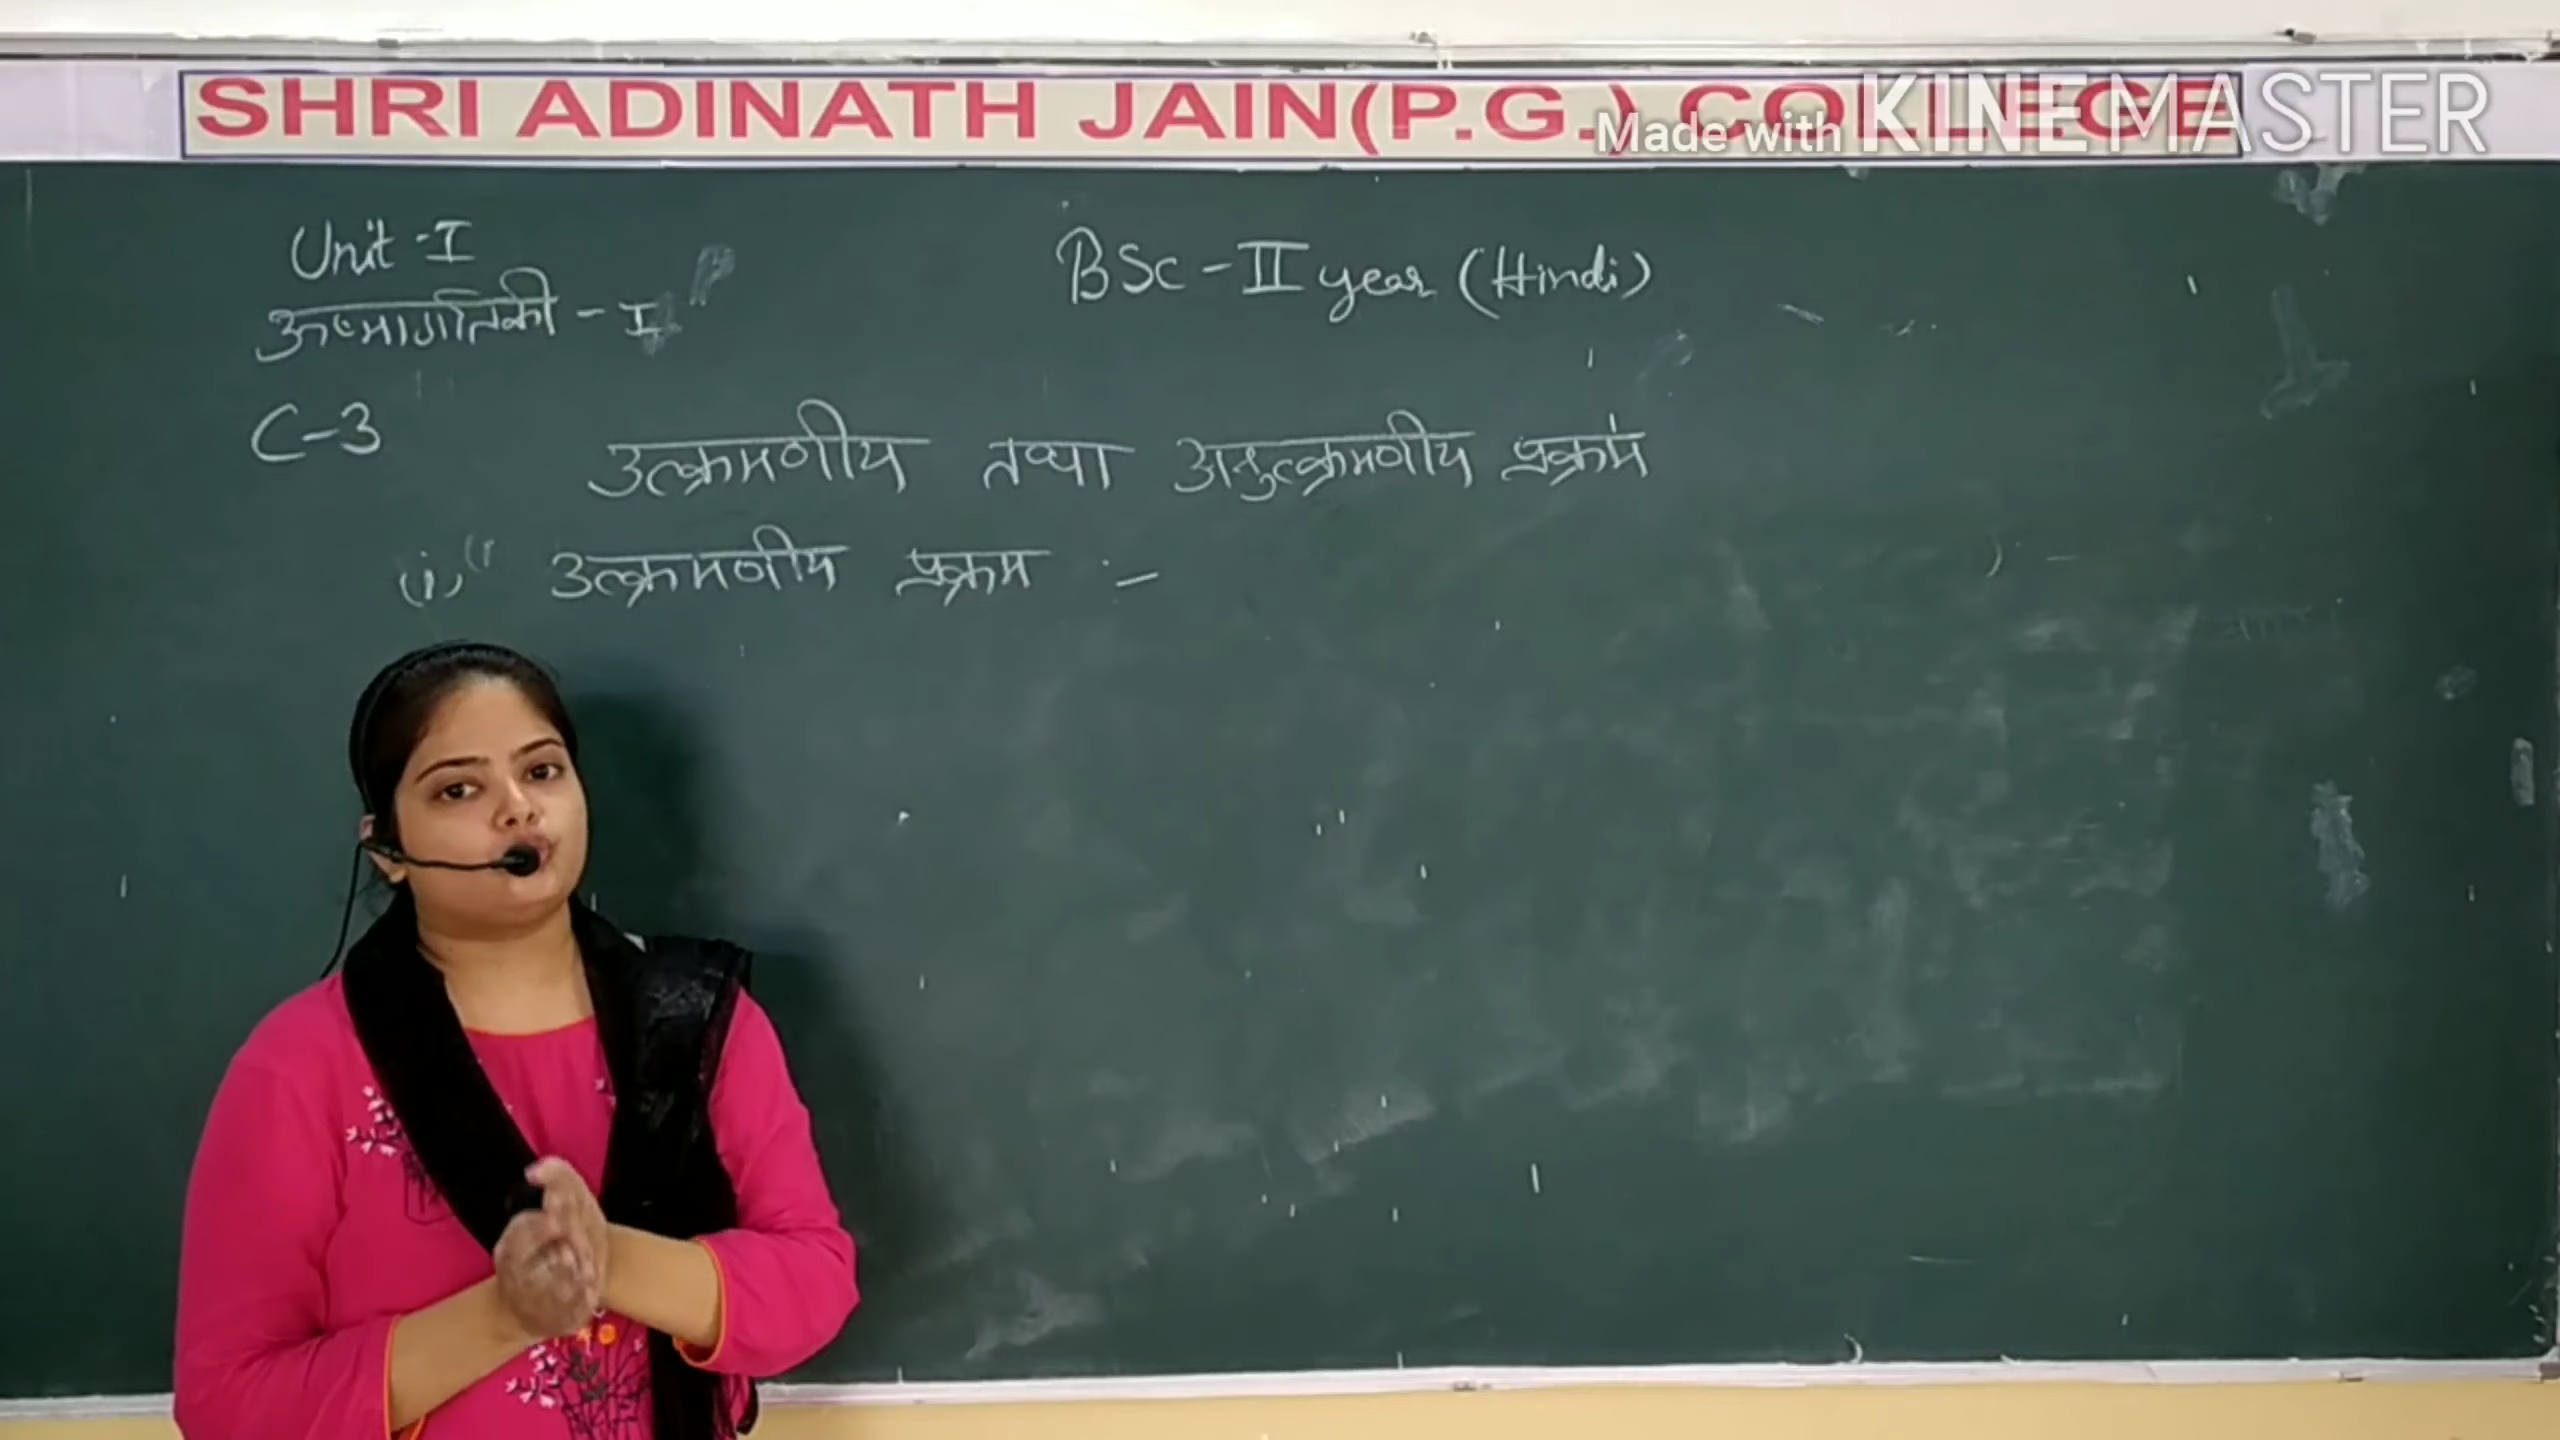 SHRI ADINATH JAIN(P.G.) COLLEGE
Made with KINEMASTER
Unit-I
BSc-II year (Hindi)
ऊष्मागतिकी-I
C-3
उत्क्रमणीय तथा अनुत्क्रमणीय प्रक्रम
(i) उत्क्रमणीय प्रक्रम :-